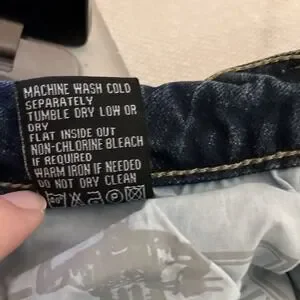 MACHINE WASH COLD
SEPARATELY
TUMBLE DRY LOW OR
DRY
FLAT INSIDE OUT
NON-CHLORINE BLEACH
IF REQUIRED
WARM IRON IF NEEDED
DO NOT DRY CLEAN